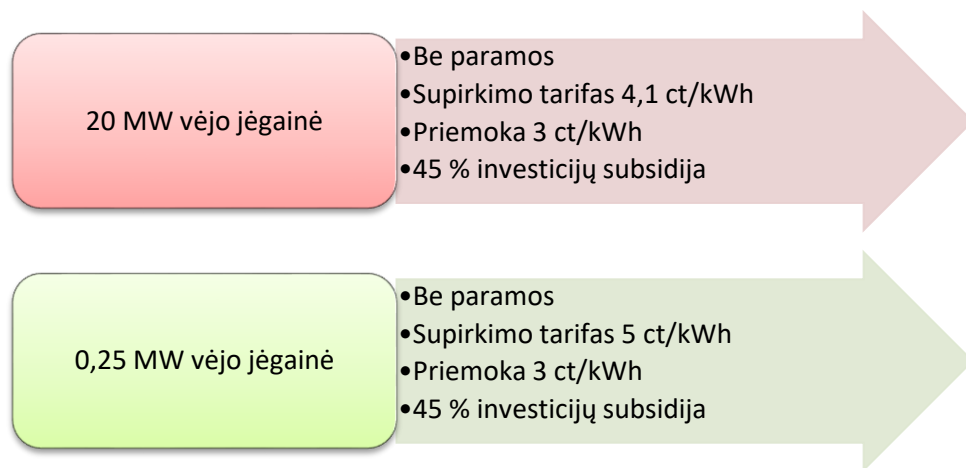 20 MW vėjo jėgainė
•Be paramos
•Supirkimo tarifas 4,1 ct/kWh
•Priemoka 3 ct/kWh
•45 % investicijų subsidija
0,25 MW vėjo jėgainė
•Be paramos
•Supirkimo tarifas 5 ct/kWh
•Priemoka 3 ct/kWh
•45 % investicijų subsidija